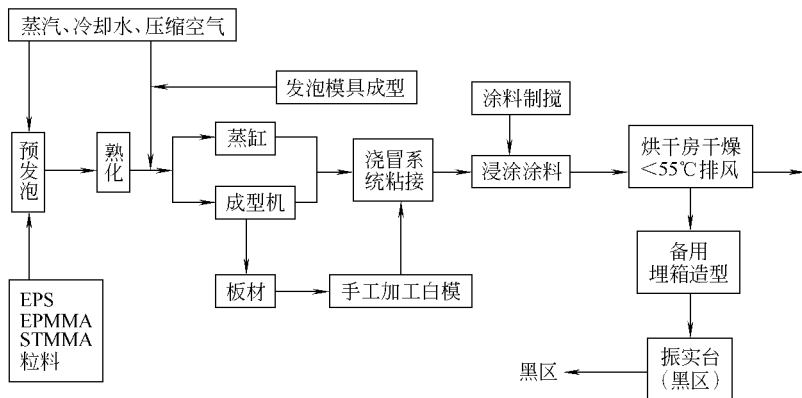 蒸汽、冷却水、压缩空气
发泡模具成型
涂料制搅
预发泡
熟化
蒸缸
成型机
浇冒系
统粘接
浸涂涂料
烘干房干燥
<55℃排风
板材
手工加工白模
备用
埋箱造型
EPS
EPMMA
STMMA
粒料
黑区
振实台
(黑区)